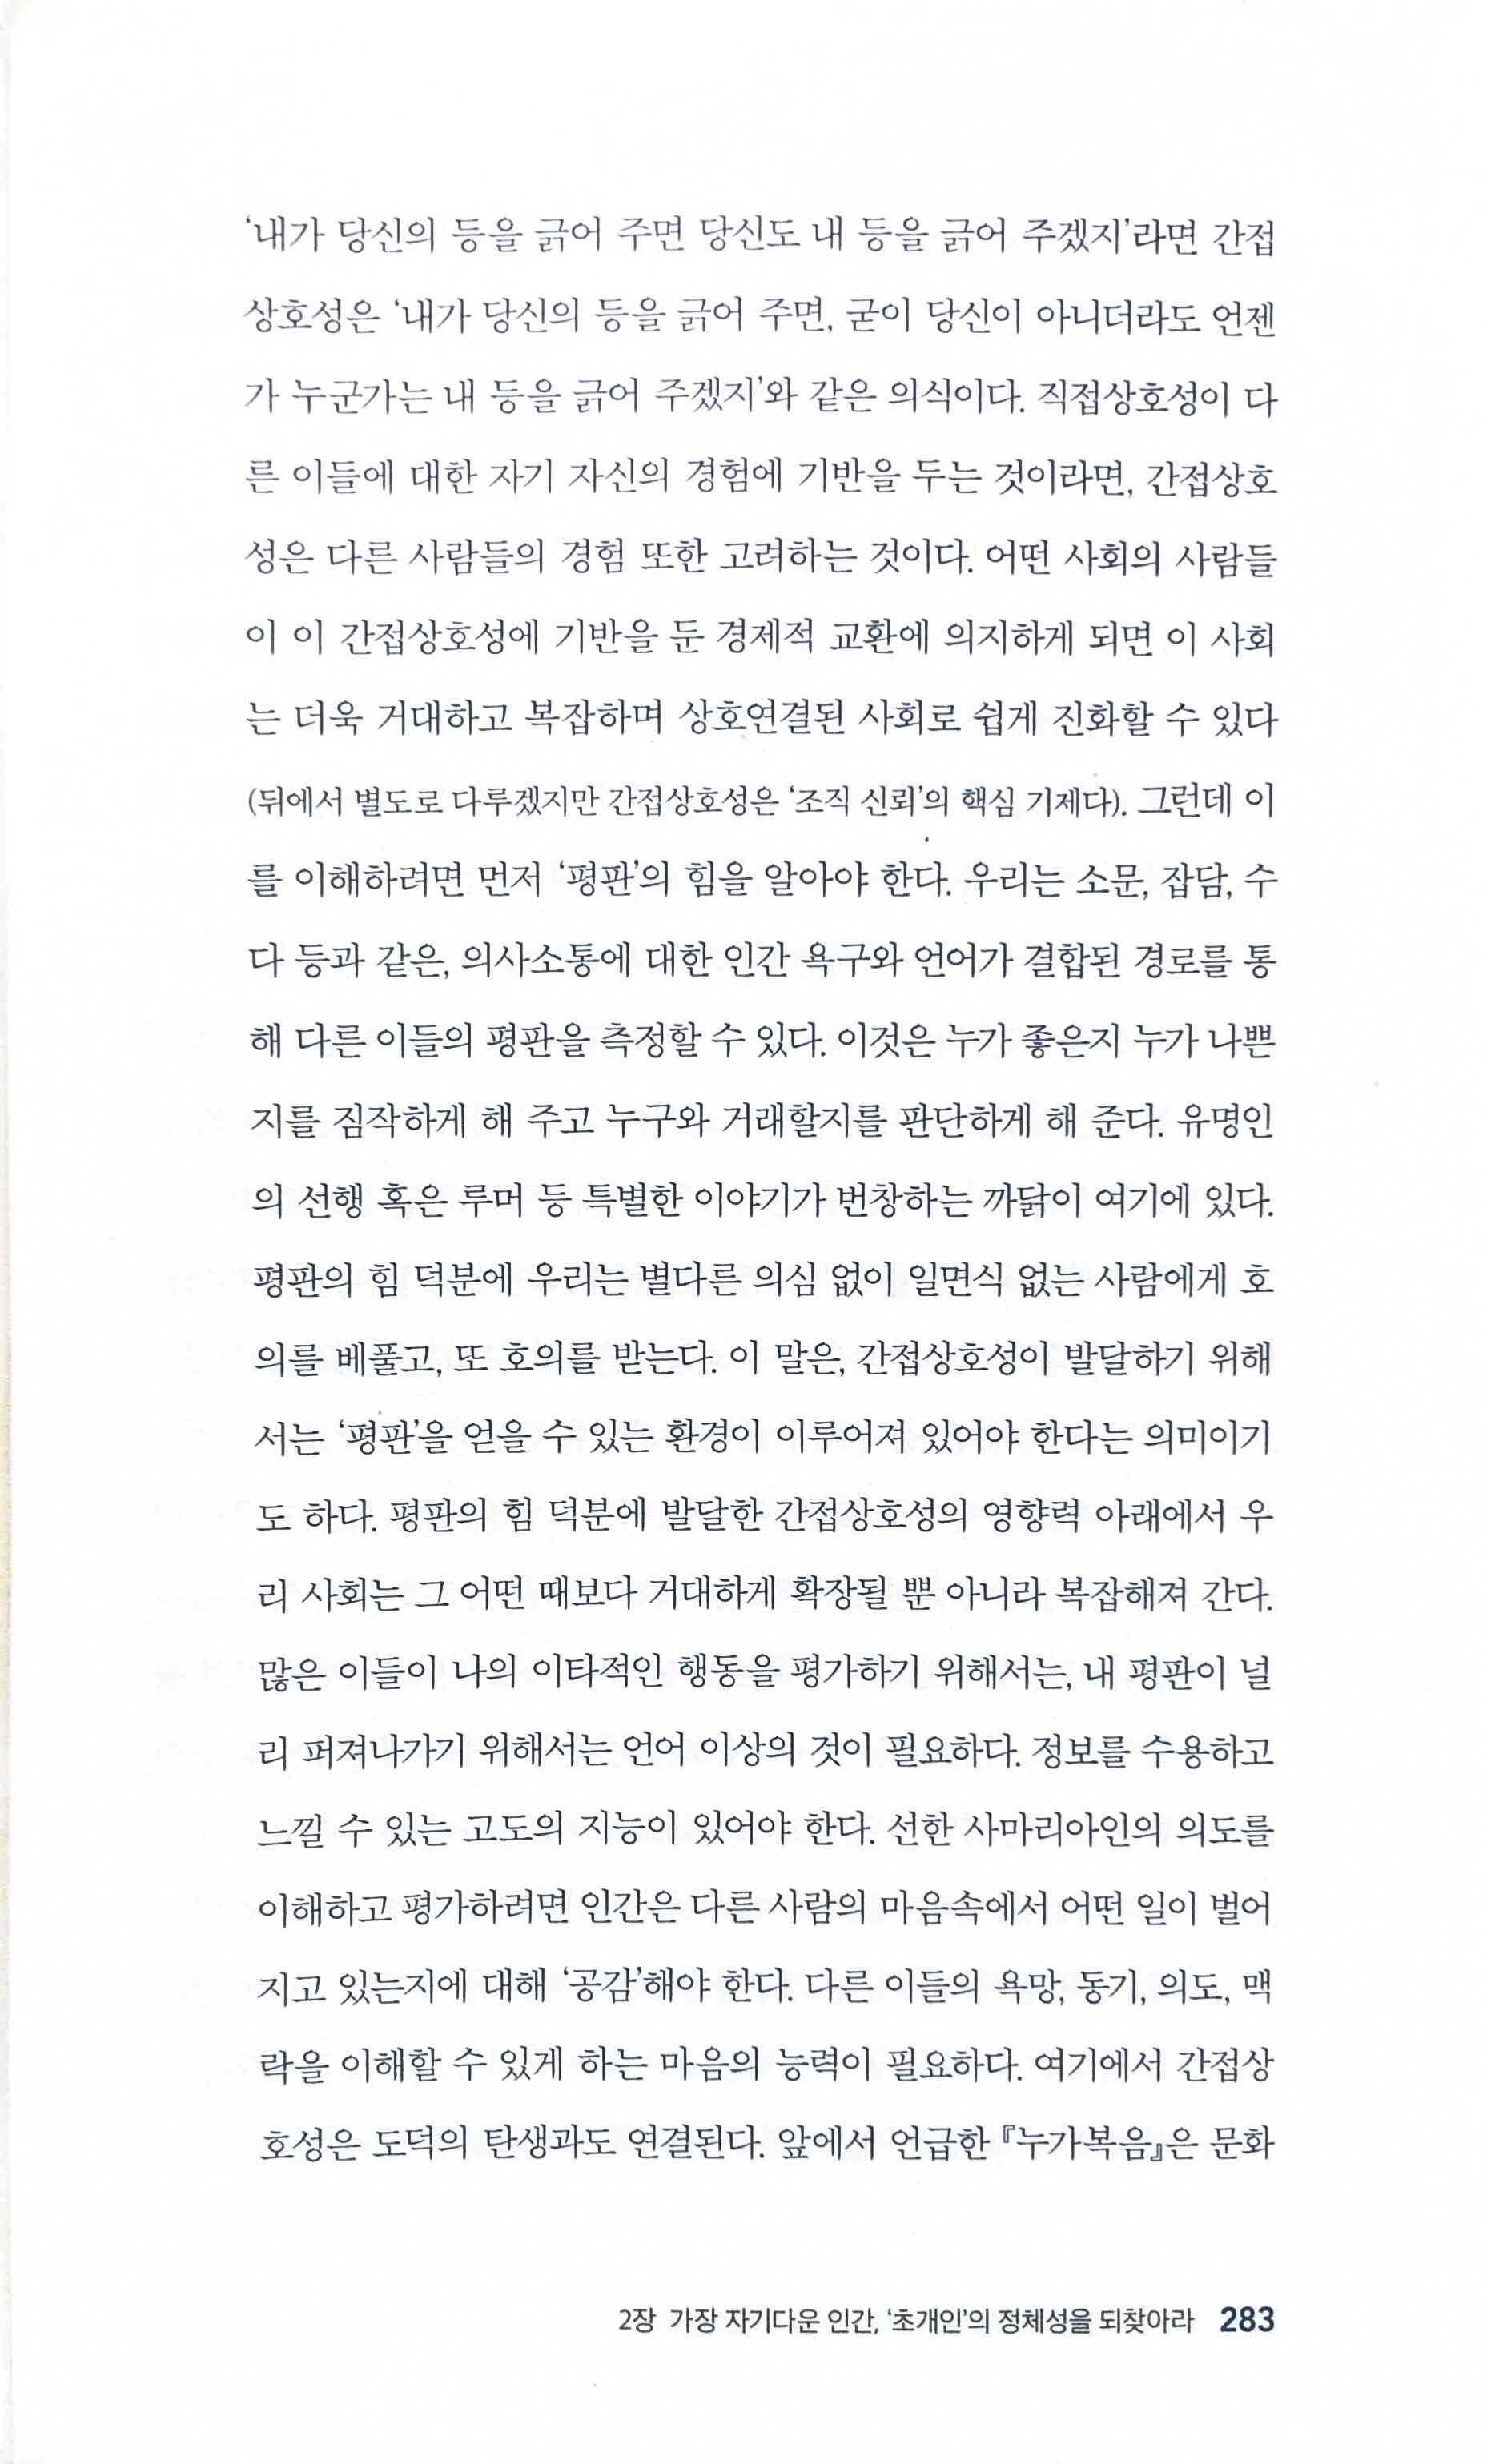 ‘내가 당신의 등을 긁어 주면 당신도 내 등을 긁어 주겠지’라면 간접
상호성은 ‘내가 당신의 등을 긁어 주면, 굳이 당신이 아니더라도 언젠
가 누군가는 내 등을 긁어 주겠지’와 같은 의식이다. 직접상호성이 다
른 이들에 대한 자기 자신의 경험에 기반을 두는 것이라면, 간접상호
성은 다른 사람들의 경험 또한 고려하는 것이다. 어떤 사회의 사람들
이 이 간접상호성에 기반을 둔 경제적 교환에 의지하게 되면 이 사회
는 더욱 거대하고 복잡하며 상호연결된 사회로 쉽게 진화할 수 있다
(뒤에서 별도로 다루겠지만 간접상호성은 ‘조직 신뢰’의 핵심 기제다). 그런데 이
를 이해하려면 먼저 ‘평판’의 힘을 알아야 한다. 우리는 소문, 잡담, 수
다 등과 같은, 의사소통에 대한 인간 욕구와 언어가 결합된 경로를 통
해 다른 이들의 평판을 측정할 수 있다. 이것은 누가 좋은지 누가 나쁜
지를 짐작하게 해 주고 누구와 거래할지를 판단하게 해 준다. 유명인
의 선행 혹은 루머 등 특별한 이야기가 번창하는 까닭이 여기에 있다.
평판의 힘 덕분에 우리는 별다른 의심 없이 일면식 없는 사람에게 호
의를 베풀고, 또 호의를 받는다. 이 말은, 간접상호성이 발달하기 위해
서는 ‘평판’을 얻을 수 있는 환경이 이루어져 있어야 한다는 의미이기
도 하다. 평판의 힘 덕분에 발달한 간접상호성의 영향력 아래에서 우
리 사회는 그 어떤 때보다 거대하게 확장될 뿐 아니라 복잡해져 간다.
많은 이들이 나의 이타적인 행동을 평가하기 위해서는, 내 평판이 널
리 퍼져나가기 위해서는 언어 이상의 것이 필요하다. 정보를 수용하고
느낄 수 있는 고도의 지능이 있어야 한다. 선한 사마리아인의 의도를
이해하고 평가하려면 인간은 다른 사람의 마음속에서 어떤 일이 벌어
지고 있는지에 대해 ‘공감’해야 한다. 다른 이들의 욕망, 동기, 의도, 맥
락을 이해할 수 있게 하는 마음의 능력이 필요하다. 여기에서 간접상
호성은 도덕의 탄생과도 연결된다. 앞에서 언급한 『누가복음』은 문화
2장 가장 자기다운 인간, ‘초개인’의 정체성을 되찾아라 283